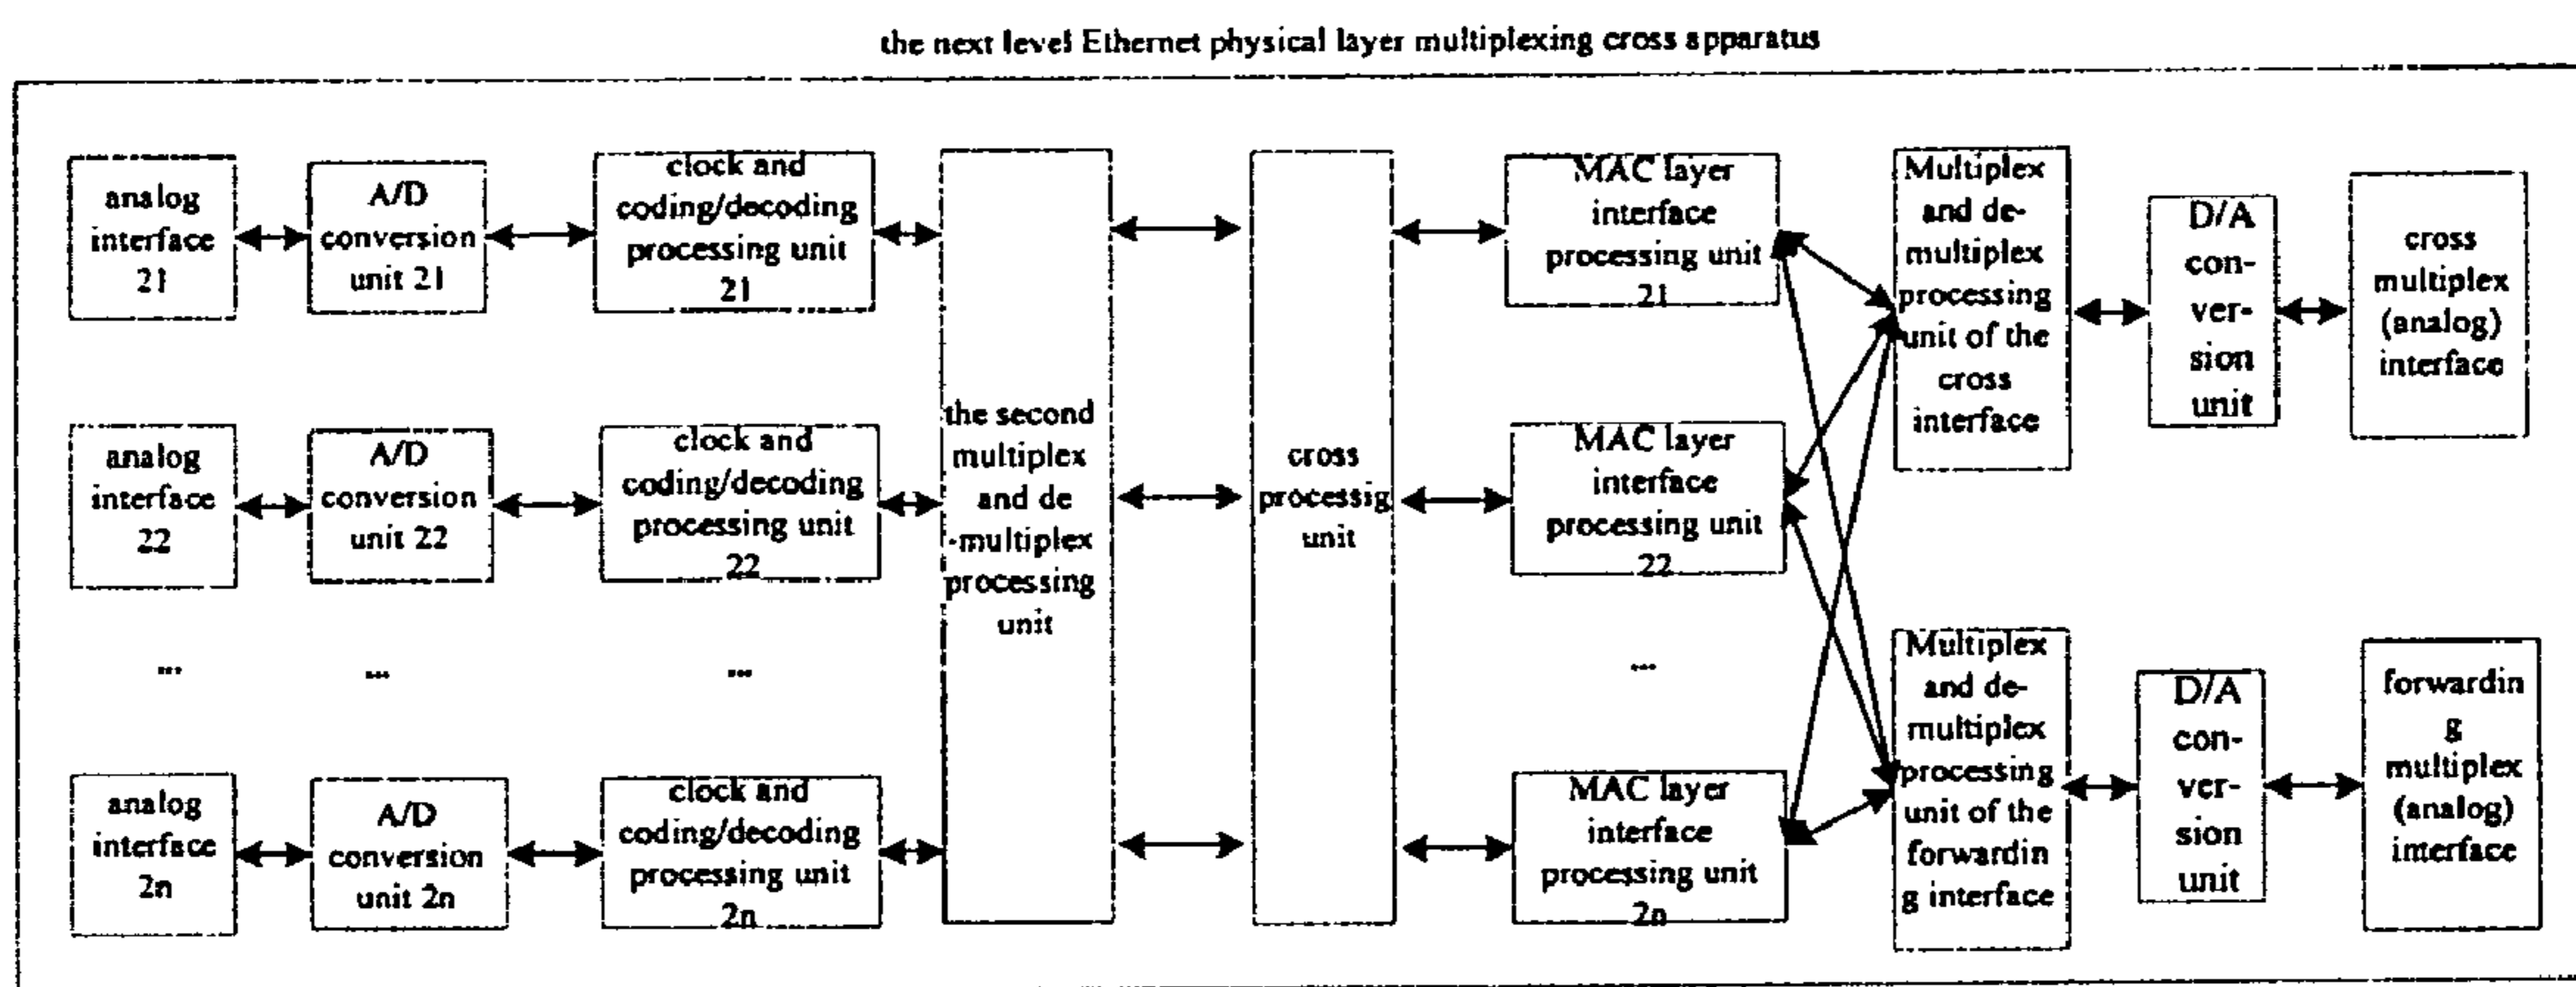 the next level Ethernet physical layer multiplexing cross apparatus
analog
interface
21
A/D
conversion
unit 21
clock and
coding/decoding
processing unit
21
analog
interface
22
A/D
conversion
unit 22
clock and
coding/decoding
processing unit
22
...
...
...
analog
interface
2n
A/D
conversion
unit 2n
clock and
coding/decoding
processing unit
2n
the second
multiplex
and de
-multiplex
processing
unit
cross
processig
unit
MAC layer
interface
processing unit
21
MAC layer
interface
processing unit
22
...
MAC layer
interface
processing unit
2n
Multiplex
and de-
multiplex
processing
unit of the
cross
interface
D/A
con-
ver-
sion
unit
cross
multiplex
(analog)
interface
Multiplex
and de-
multiplex
processing
unit of the
forwardin
g interface
D/A
con-
ver-
sion
unit
forwardin
g
multiplex
(analog)
interface